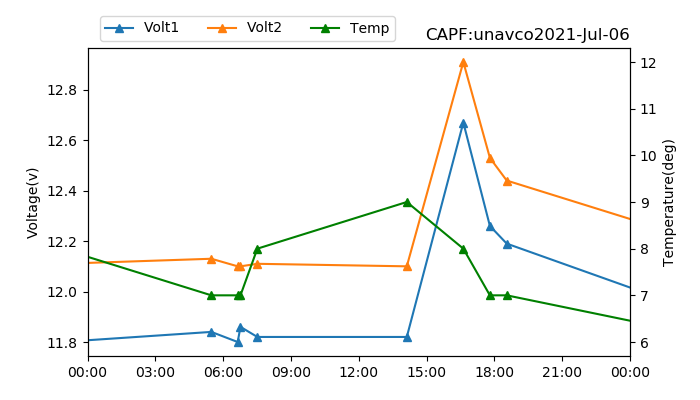 Volt1 Volt2 Temp
CAPF:unavco2021-Jul-06
12.8
12.6
12.4
12.2
12.0
11.8
Voltage(v)
12
11
10
9
8
7
6
Temperature(deg)
00:00 03:00 06:00 09:00 12:00 15:00 18:00 21:00 00:00